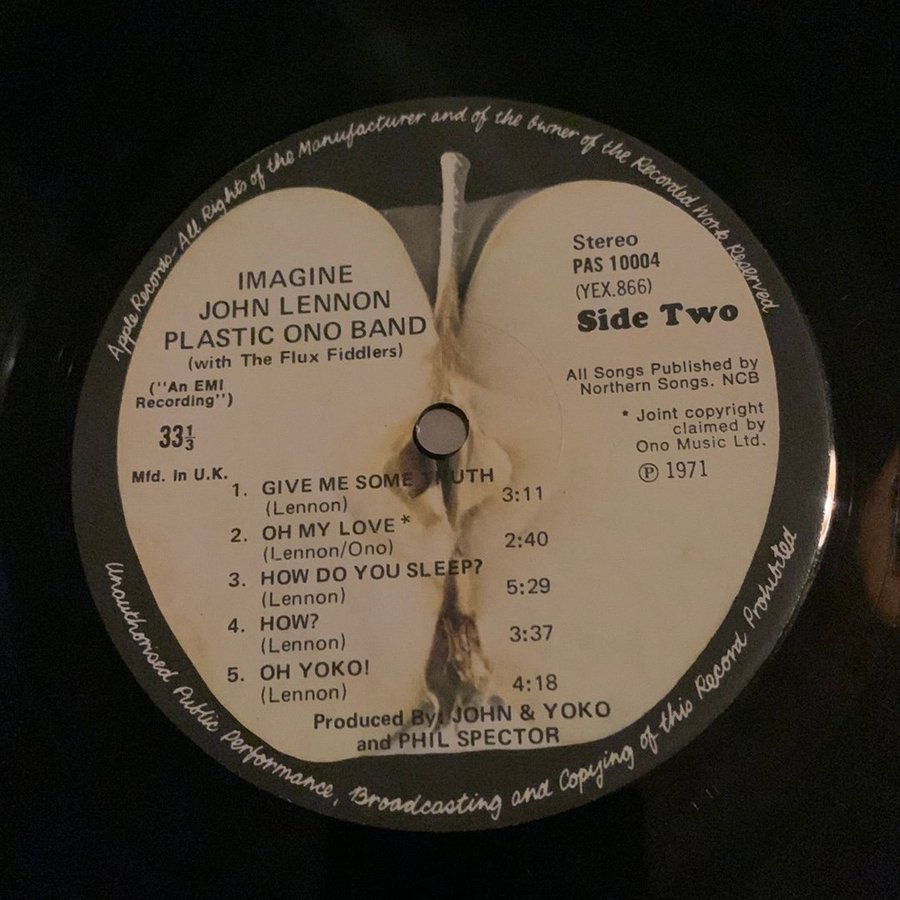 Apple Records-All Rights of the Manufacturer and of the Owner of the Recorded Work Reserved
IMAGINE
JOHN LENNON
PLASTIC ONO BAND
(with The Flux Fiddlers)
(''An EMI
Recording'')
33⅓
Mfd. In U.K.
Stereo
PAS 10004
(YEX.866)
Side Two
All Songs Published by
Northern Songs. NCB
* Joint copyright
claimed by
Ono Music Ltd.
℗ 1971
1. GIVE ME SOME TRUTH 3:11
(Lennon)
2. OH MY LOVE * 2:40
(Lennon/Ono)
3. HOW DO YOU SLEEP? 5:29
(Lennon)
4. HOW? 3:37
(Lennon)
5. OH YOKO! 4:18
(Lennon)
Produced By: JOHN & YOKO
and PHIL SPECTOR
Unauthorised Public Performance, Broadcasting and Copying of this Record Prohibited